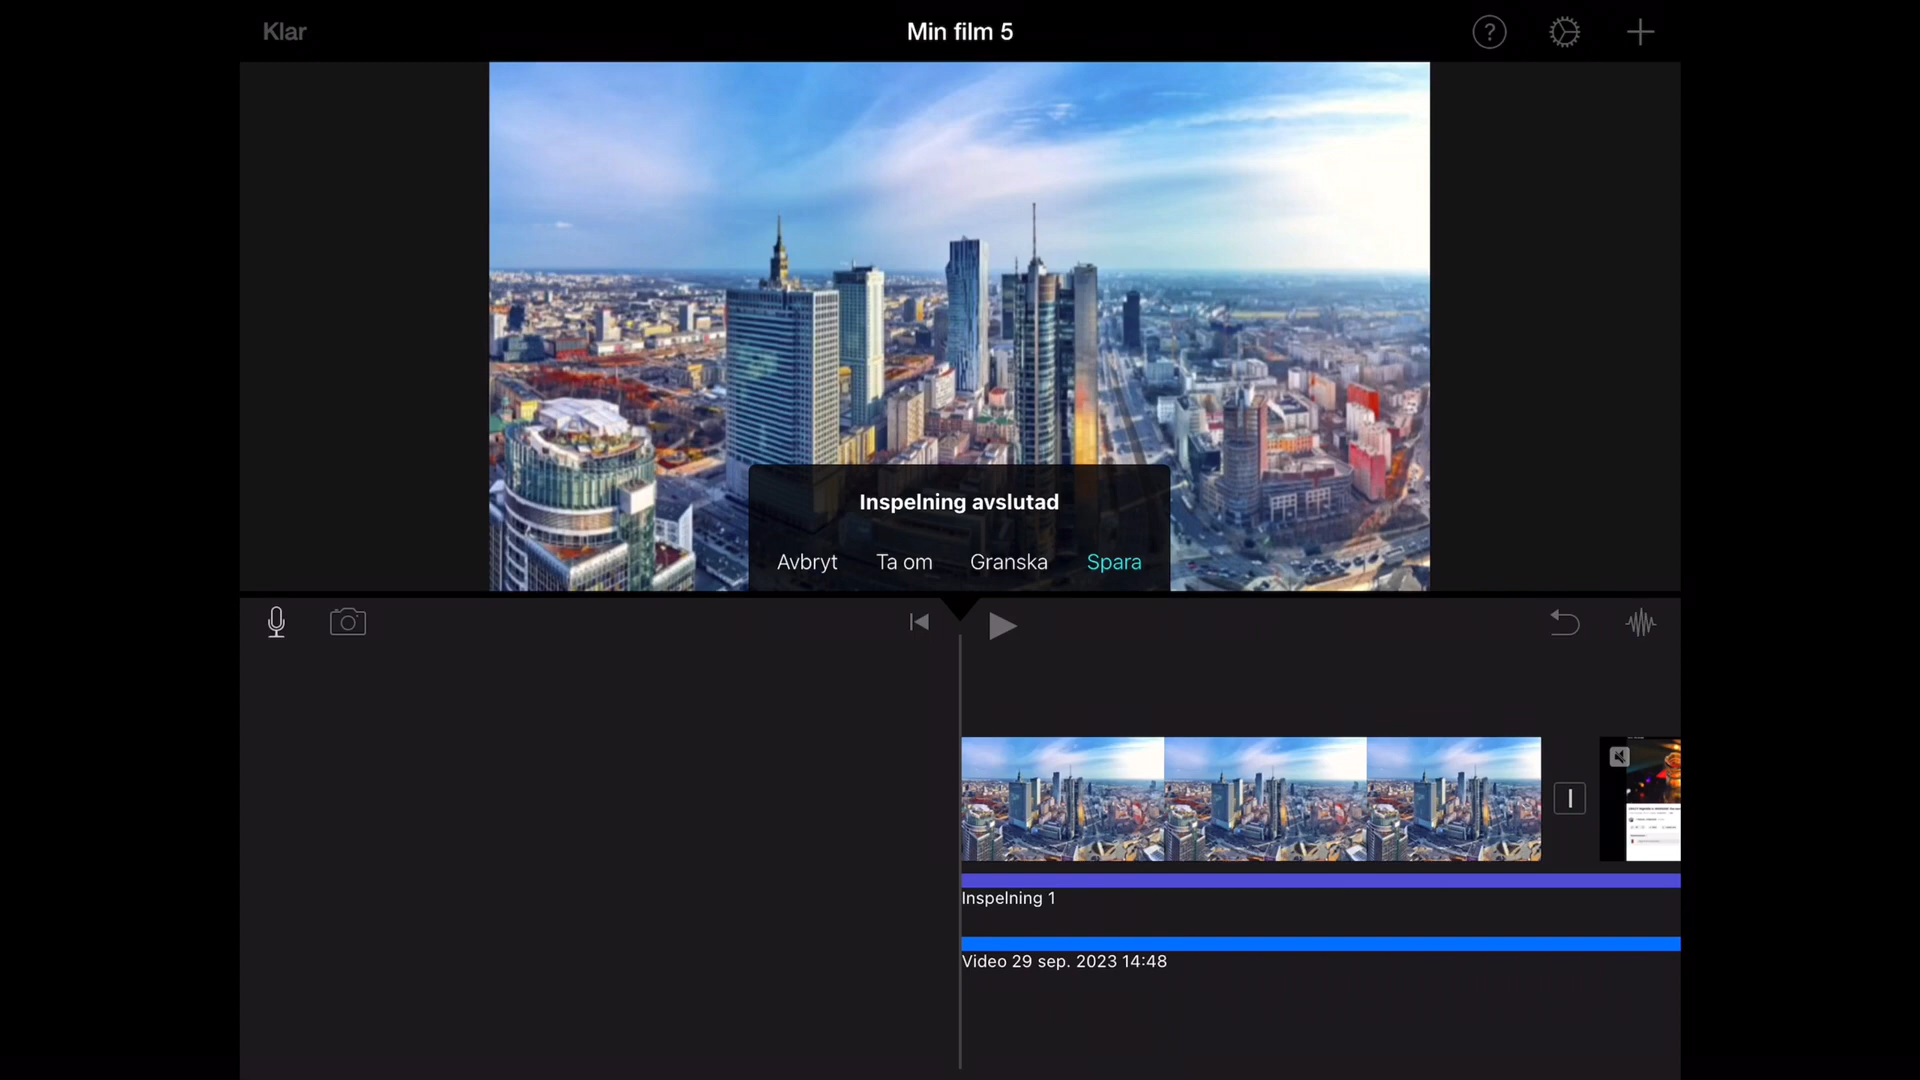 Klar
Min film 5
?
Inspelning avslutad
Avbryt Ta om Granska Spara
Inspelning 1
Video 29 sep. 2023 14:48